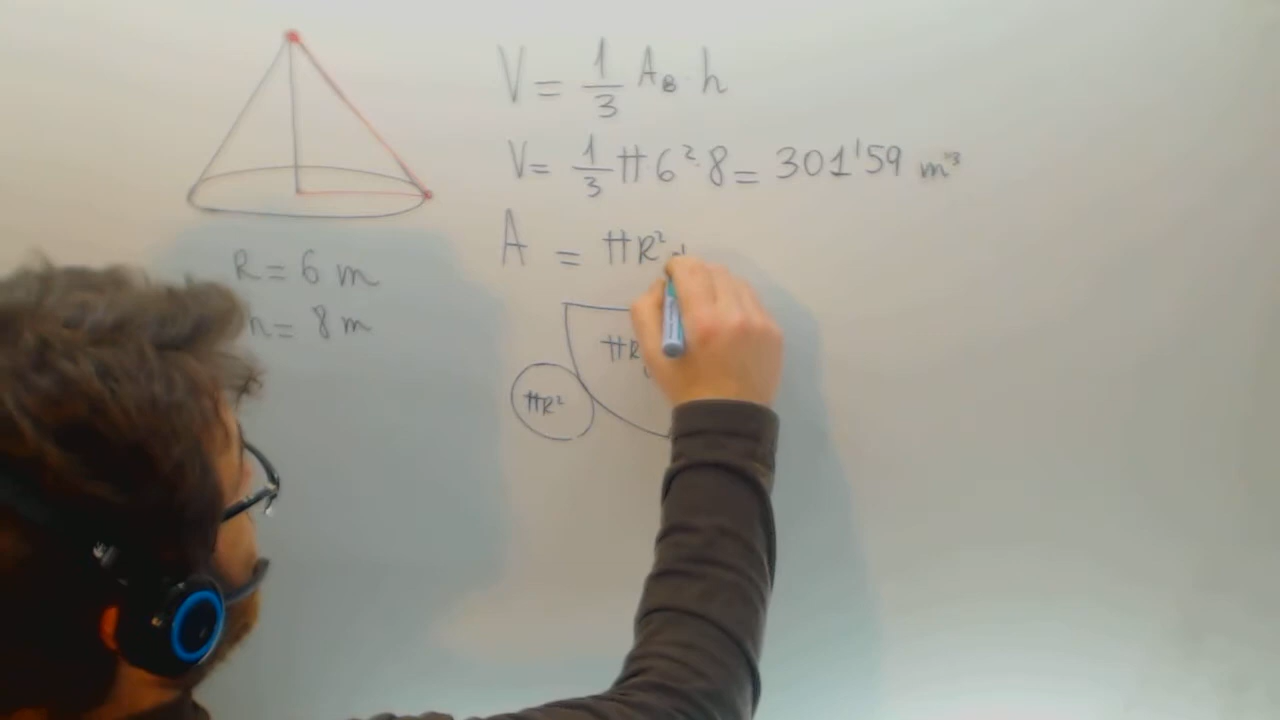 V = 1/3 A_B · h
V = 1/3 π 6² · 8 = 301'59 m³
A = πR²
R = 6 m
h = 8 m
πR
πR²